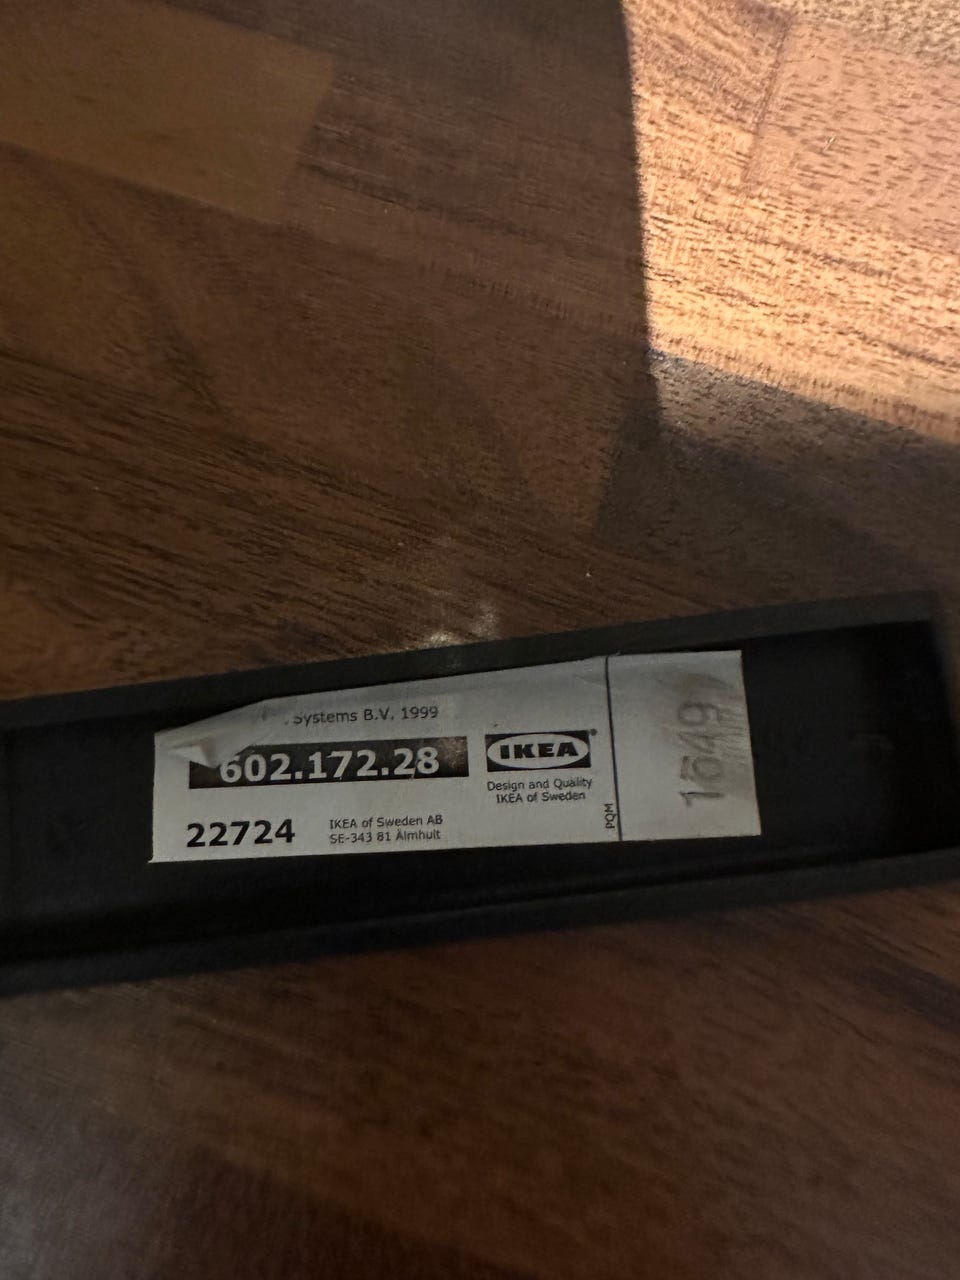 Systems B.V. 1999
602.172.28
IKEA®
Design and Quality
IKEA of Sweden
22724
IKEA of Sweden AB
SE-343 81 Älmhult
PQM
1649